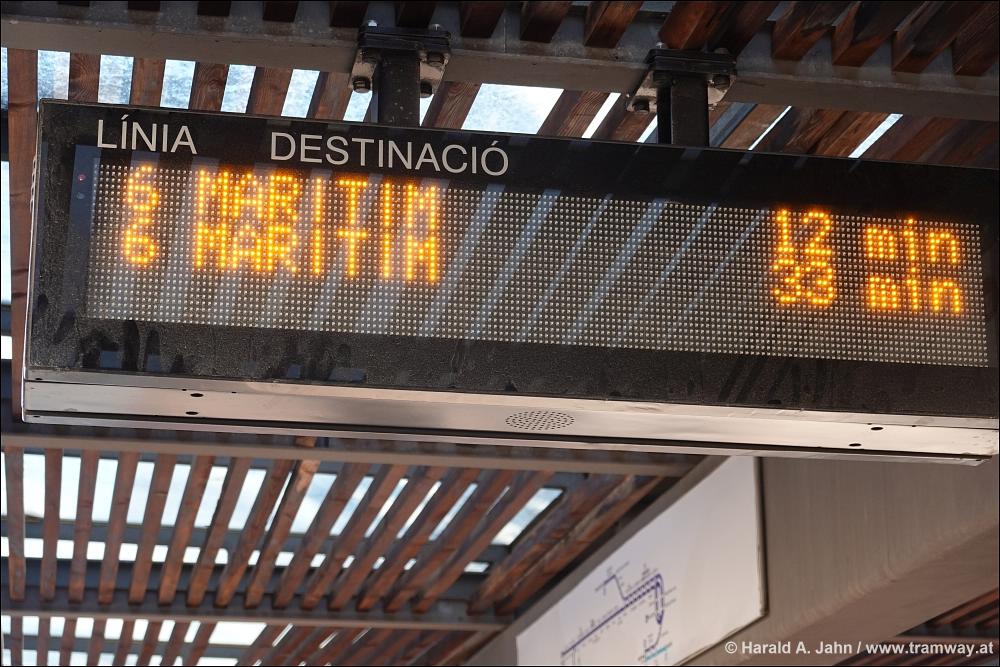 LÍNIA DESTINACIÓ
6 MARITIM 12 min
6 MARITIM 33 min
© Harald A. Jahn / www.tramway.at